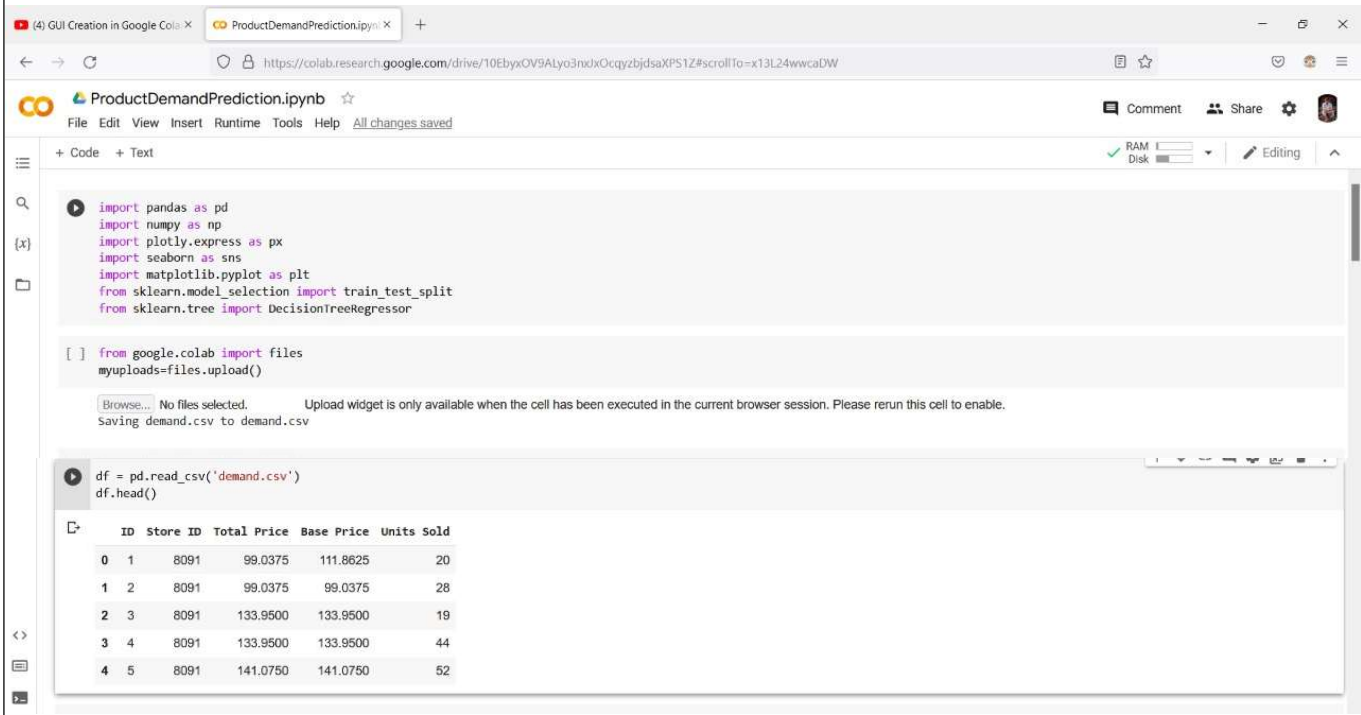 (4) GUI Creation in Google Cola
ProductDemandPrediction.ipyn
https://colab.research.google.com/drive/10EbyxOV9ALyo3nxJxOcqyzbjdsaXPS1Z#scrollTo=x13L24wwcaDW
ProductDemandPrediction.ipynb
File Edit View Insert Runtime Tools Help All changes saved
Comment Share
+ Code + Text
RAM
Disk
Editing
import pandas as pd
import numpy as np
{x}
import plotly.express as px
import seaborn as sns
import matplotlib.pyplot as plt
from sklearn.model_selection import train_test_split
from sklearn.tree import DecisionTreeRegressor
[ ] from google.colab import files
myuploads=files.upload()
Browse... No files selected. Upload widget is only available when the cell has been executed in the current browser session. Please rerun this cell to enable.
Saving demand.csv to demand.csv
df = pd.read_csv('demand.csv')
df.head()
ID Store ID Total Price Base Price Units Sold
0 1 8091 99.0375 111.8625 20
1 2 8091 99.0375 99.0375 28
2 3 8091 133.9500 133.9500 19
3 4 8091 133.9500 133.9500 44
4 5 8091 141.0750 141.0750 52